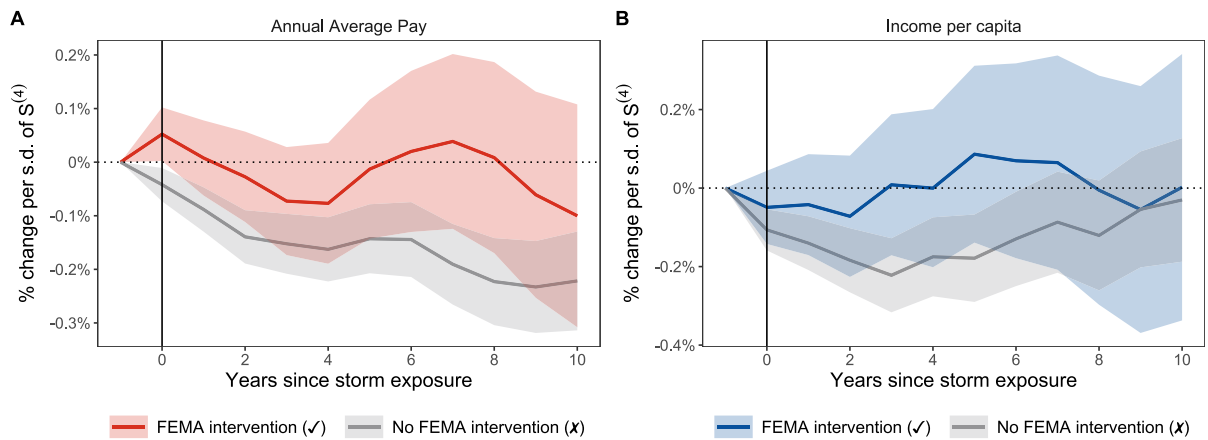 A
Annual Average Pay
% change per s.d. of S⁽⁴⁾
0.2%
0.1%
0%
-0.1%
-0.2%
-0.3%
0 2 4 6 8 10
Years since storm exposure
FEMA intervention (✓) No FEMA intervention (✗)
B
Income per capita
% change per s.d. of S⁽⁴⁾
0.2%
0%
-0.2%
-0.4%
0 2 4 6 8 10
Years since storm exposure
FEMA intervention (✓) No FEMA intervention (✗)